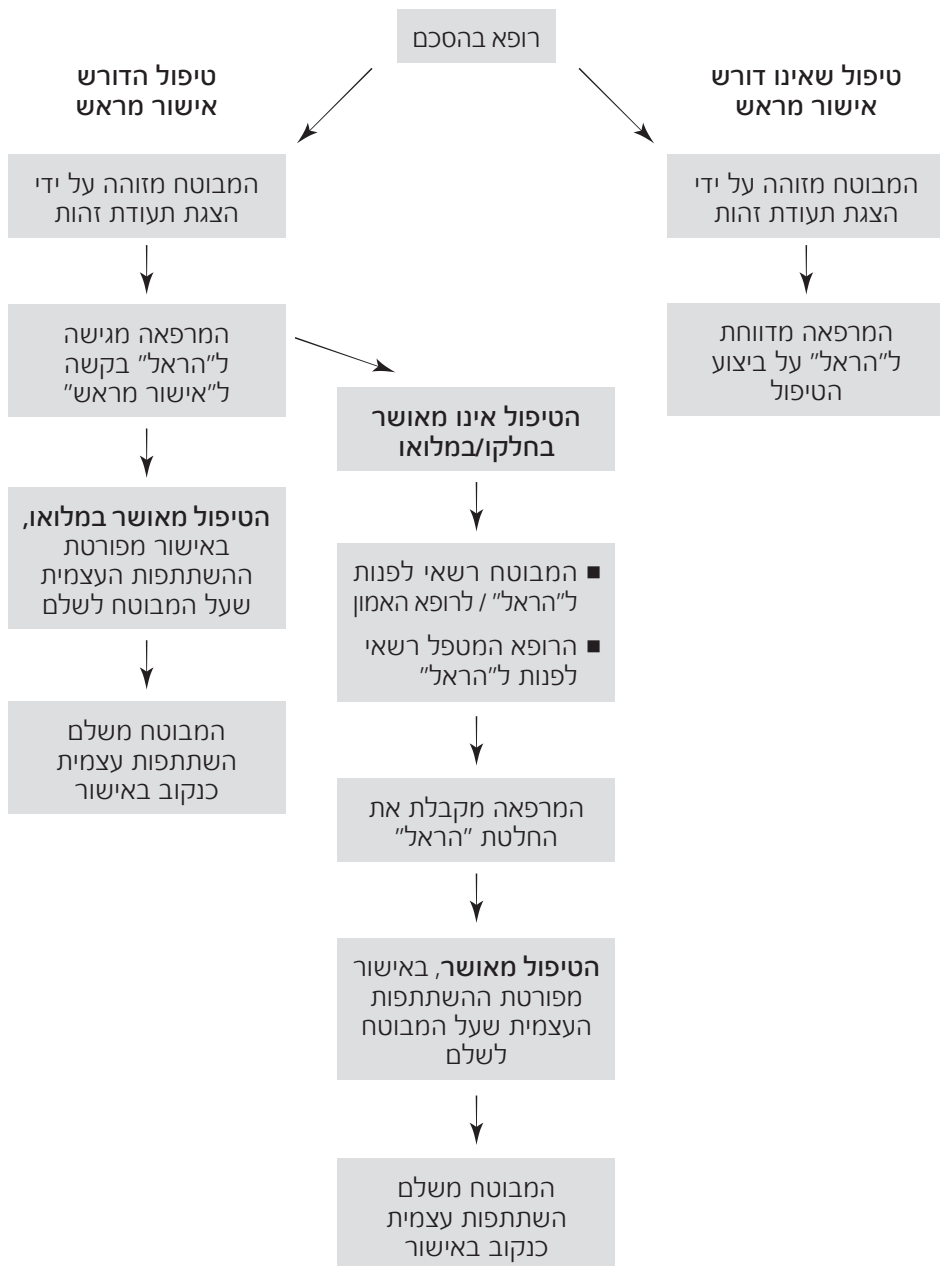 רופא בהסכם
טיפול שאינו דורש
אישור מראש
המבוטח מזוהה על ידי
הצגת תעודת זהות
המרפאה מדווחת
ל"הראל" על ביצוע
הטיפול
טיפול הדורש
אישור מראש
המבוטח מזוהה על ידי
הצגת תעודת זהות
המרפאה מגישה
ל"הראל" בקשה
ל"אישור מראש"
הטיפול מאושר במלואו,
באישור מפורטת
ההשתתפות העצמית
שעל המבוטח לשלם
המבוטח משלם
השתתפות עצמית
כנקוב באישור
הטיפול אינו מאושר
בחלקו/במלואו
■ המבוטח רשאי לפנות
ל"הראל" / לרופא האמון
■ הרופא המטפל רשאי
לפנות ל"הראל"
המרפאה מקבלת את
החלטת "הראל"
הטיפול מאושר, באישור
מפורטת ההשתתפות
העצמית שעל המבוטח
לשלם
המבוטח משלם
השתתפות עצמית
כנקוב באישור